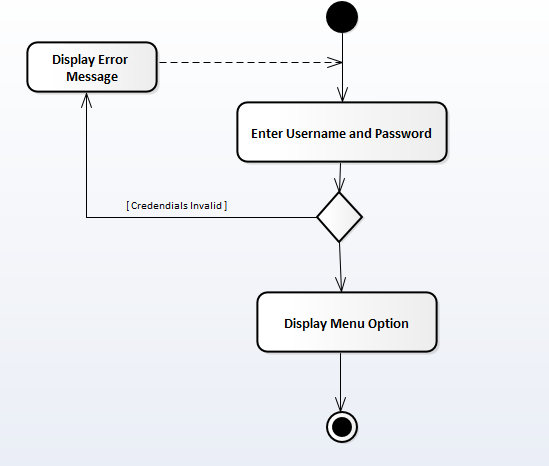 Display Error
Message
Enter Username and Password
[ Credendials Invalid ]
Display Menu Option